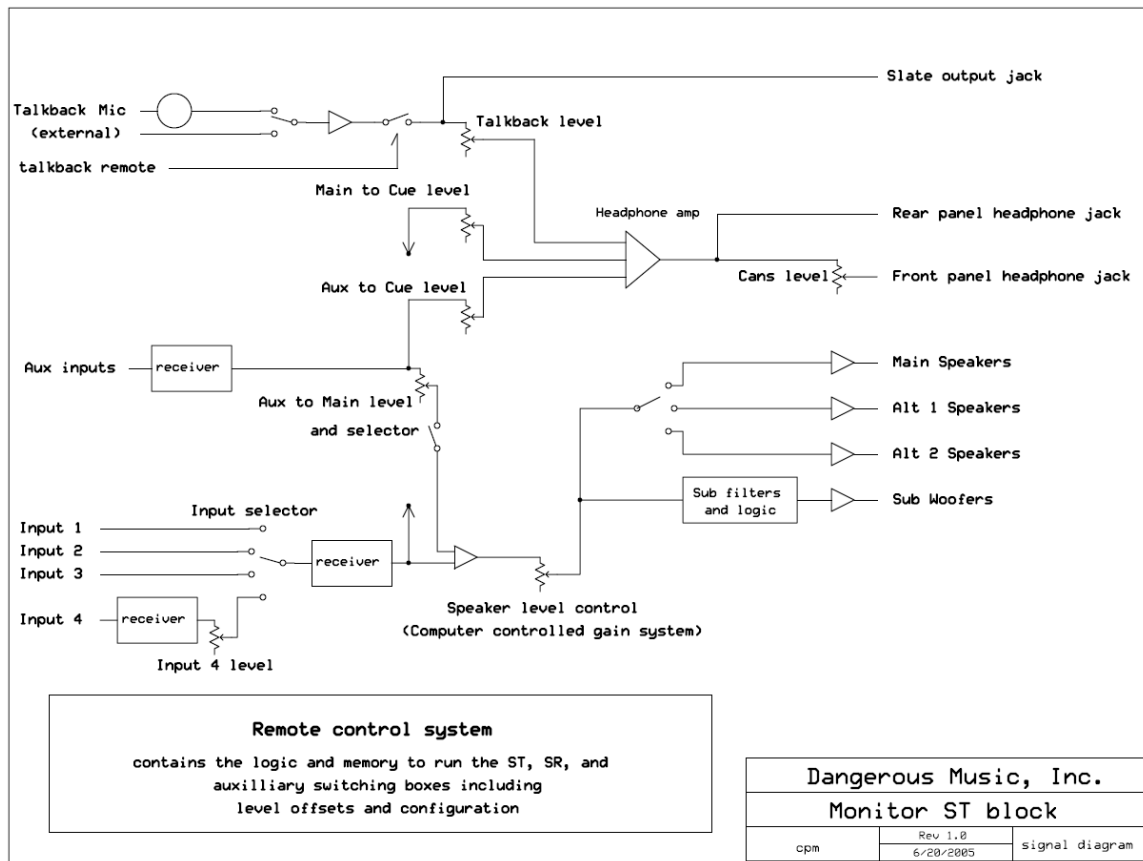 Slate output jack
Talkback Mic
(external)
Talkback level
talkback remote
Main to Cue level
Headphone amp
Rear panel headphone jack
Cans level
Front panel headphone jack
Aux to Cue level
Aux inputs
receiver
Main Speakers
Aux to Main level
and selector
Alt 1 Speakers
Alt 2 Speakers
Sub filters
and logic
Sub Woofers
Input selector
Input 1
Input 2
Input 3
receiver
Input 4
receiver
Input 4 level
Speaker level control
(Computer controlled gain system)
Remote control system
contains the logic and memory to run the ST, SR, and
auxilliary switching boxes including
level offsets and configuration
Dangerous Music, Inc.
Monitor ST block
cpm
Rev 1.0
6/20/2005
signal diagram